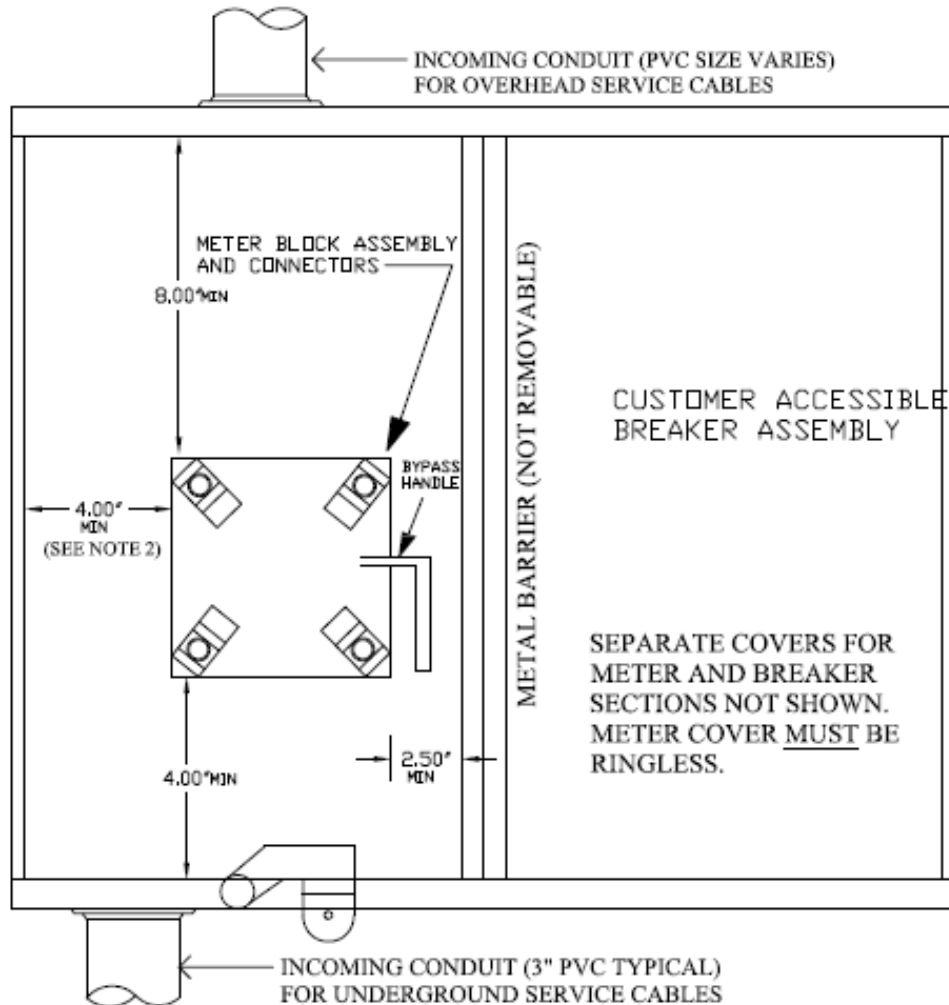 INCOMING CONDUIT (PVC SIZE VARIES)
FOR OVERHEAD SERVICE CABLES
METER BLOCK ASSEMBLY
AND CONNECTORS
8.00"MIN
METAL BARRIER (NOT REMOVABLE)
CUSTOMER ACCESSIBLE
BREAKER ASSEMBLY
BYPASS
HANDLE
4.00"
MIN
(SEE NOTE 2)
SEPARATE COVERS FOR
METER AND BREAKER
SECTIONS NOT SHOWN.
METER COVER MUST BE
RINGLESS.
2.50"
MIN
4.00"MIN
INCOMING CONDUIT (3" PVC TYPICAL)
FOR UNDERGROUND SERVICE CABLES